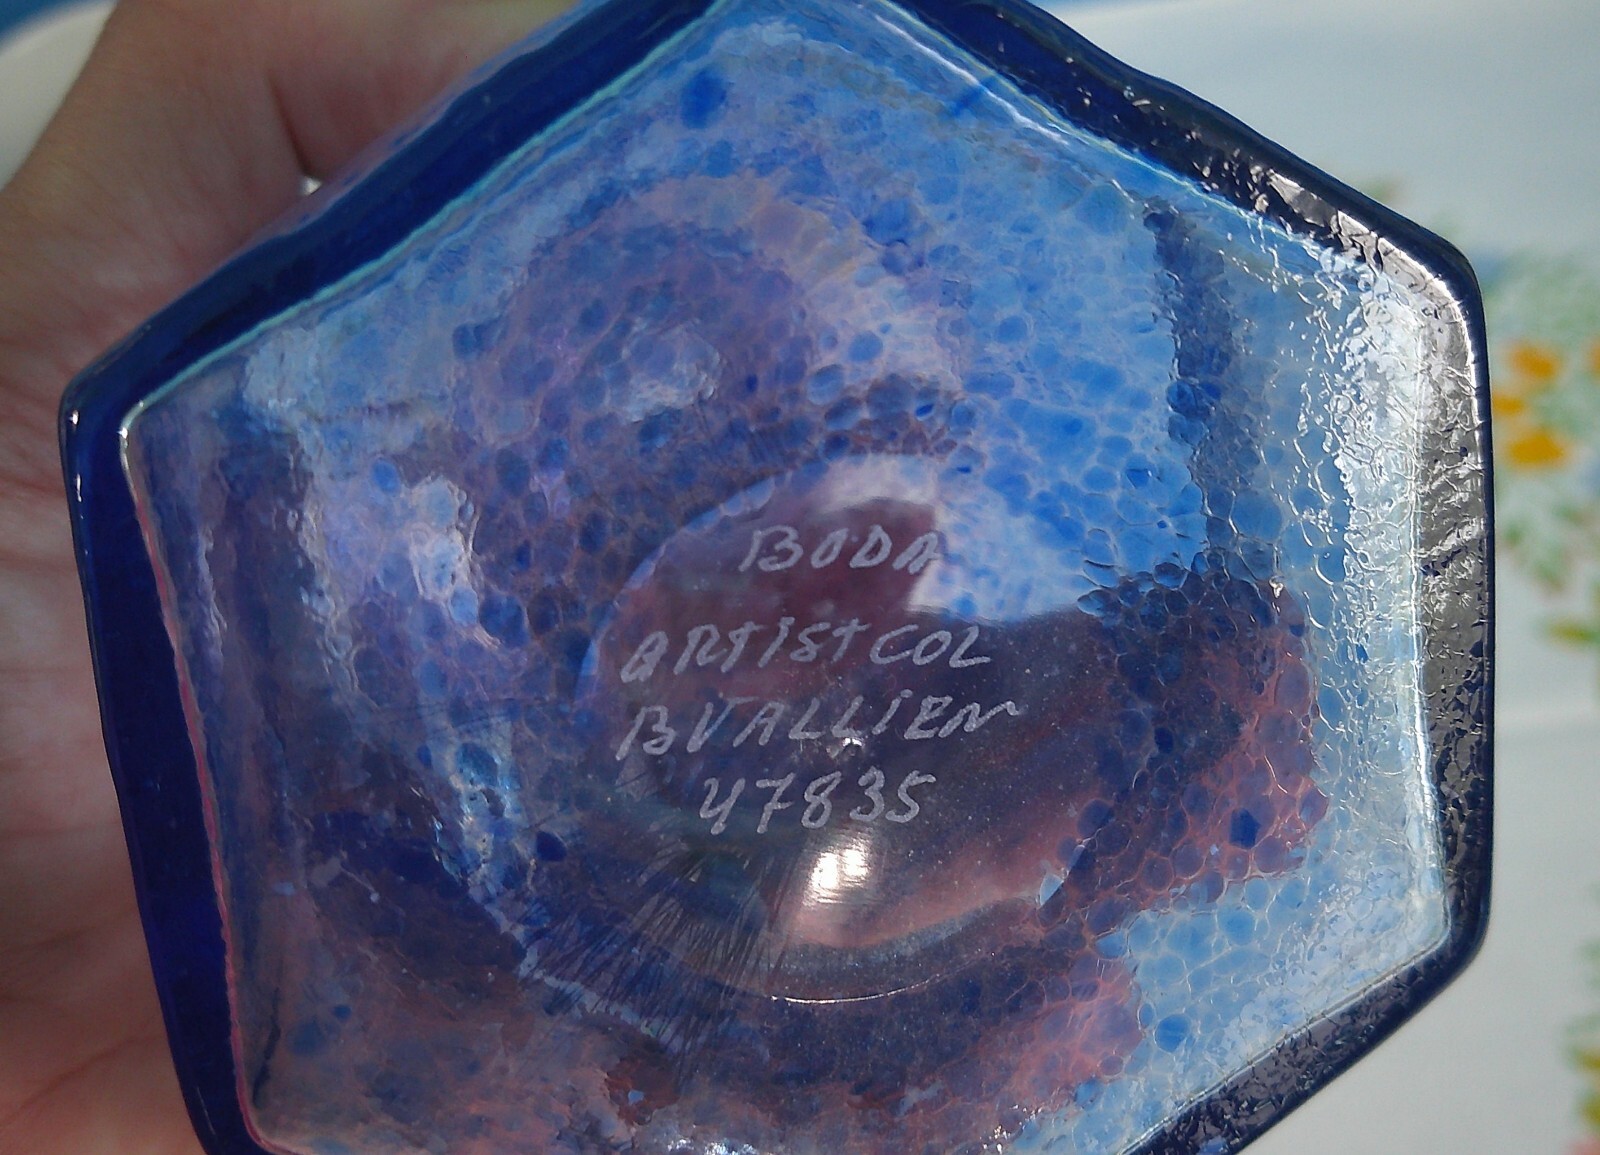 BODA
ARTIST COL
B VALLIEN
47835